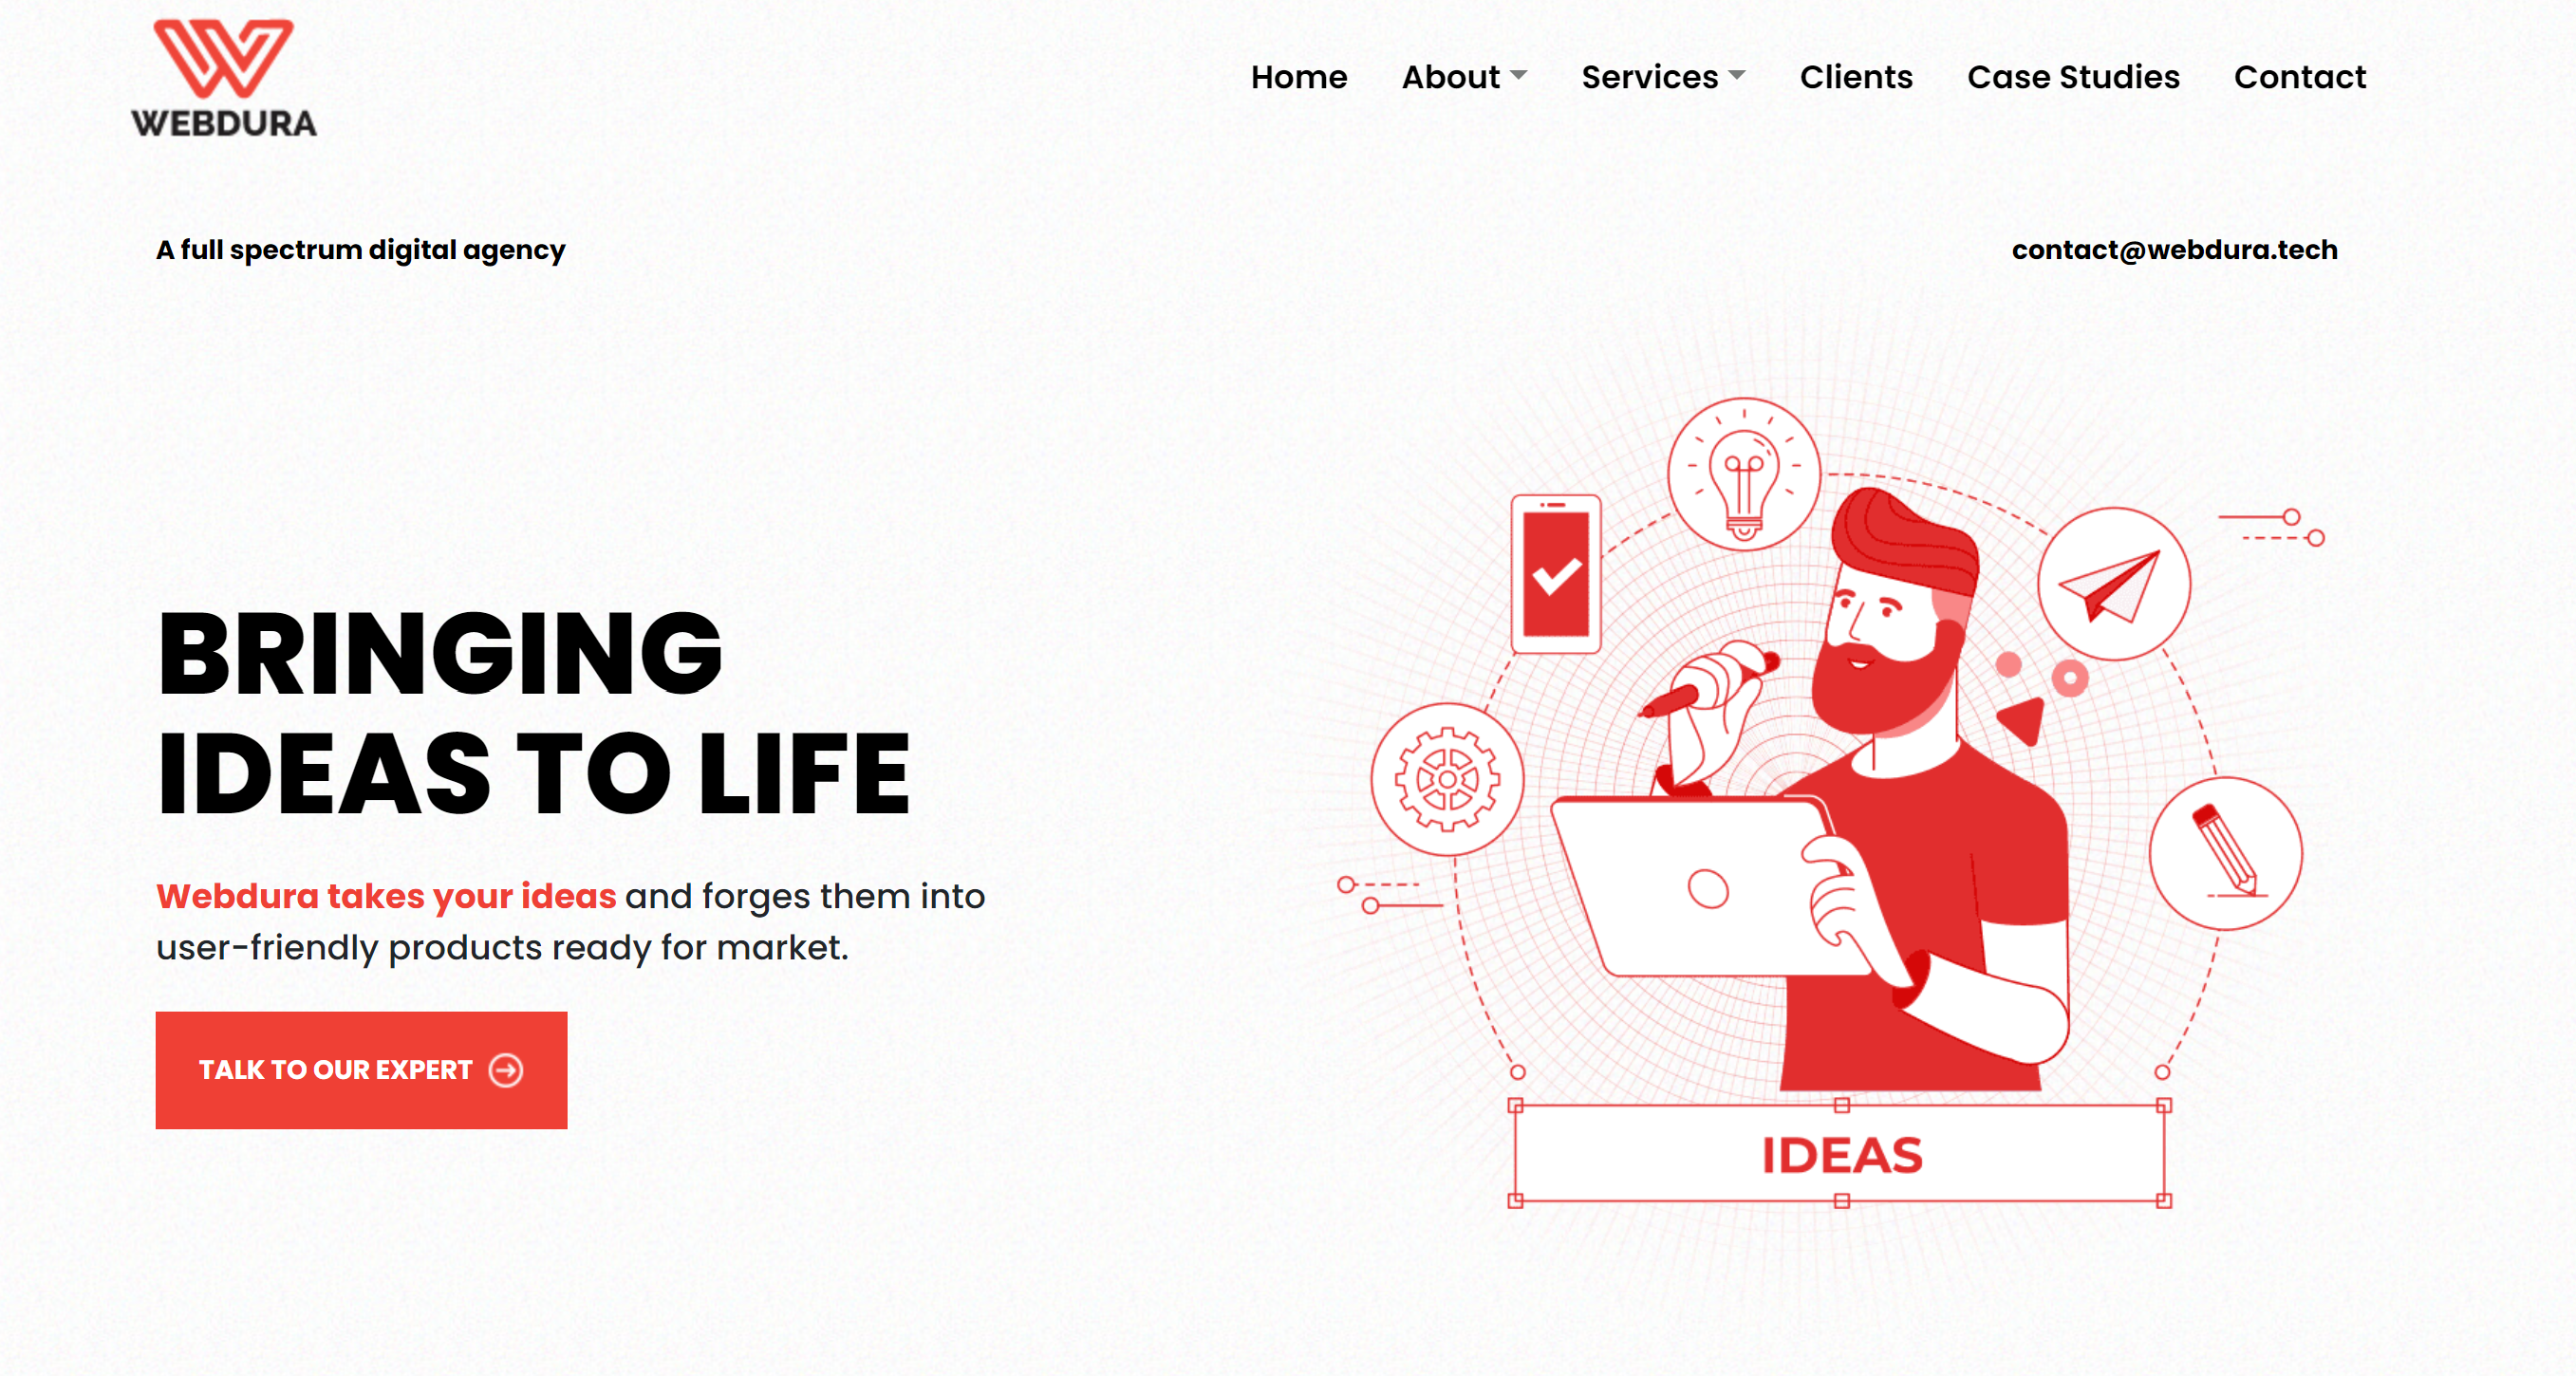 WEBDURA
Home About Services Clients Case Studies Contact
A full spectrum digital agency
contact@webdura.tech
BRINGING
IDEAS TO LIFE
Webdura takes your ideas and forges them into
user-friendly products ready for market.
TALK TO OUR EXPERT
IDEAS